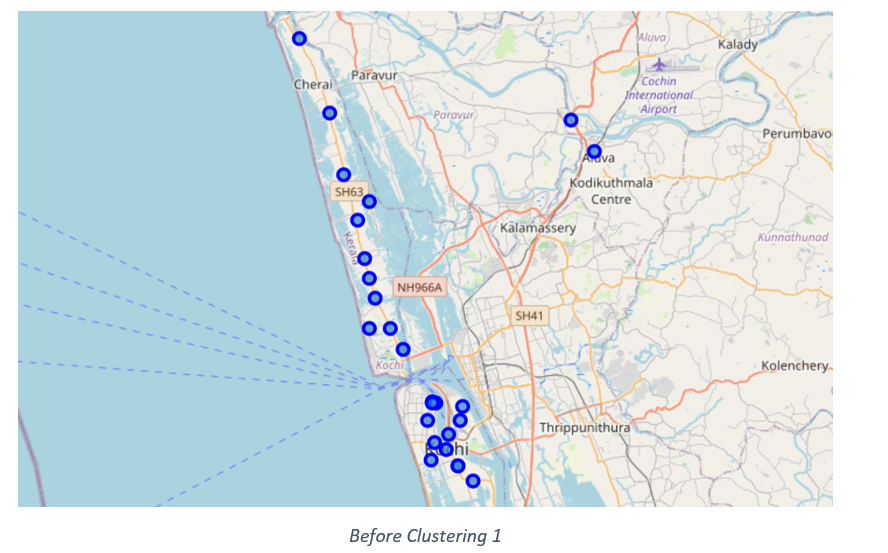 Aluva
Kalady
Paravur
Cherai
Cochin
International
Airport
Paravur
Perumbavo
Aluva
Kodikuthmala
Centre
SH63
Kalamassery
Kunnathunad
Kerala
NH966A
SH41
Kochi
Kolenchery
Thrippunithura
Before Clustering 1